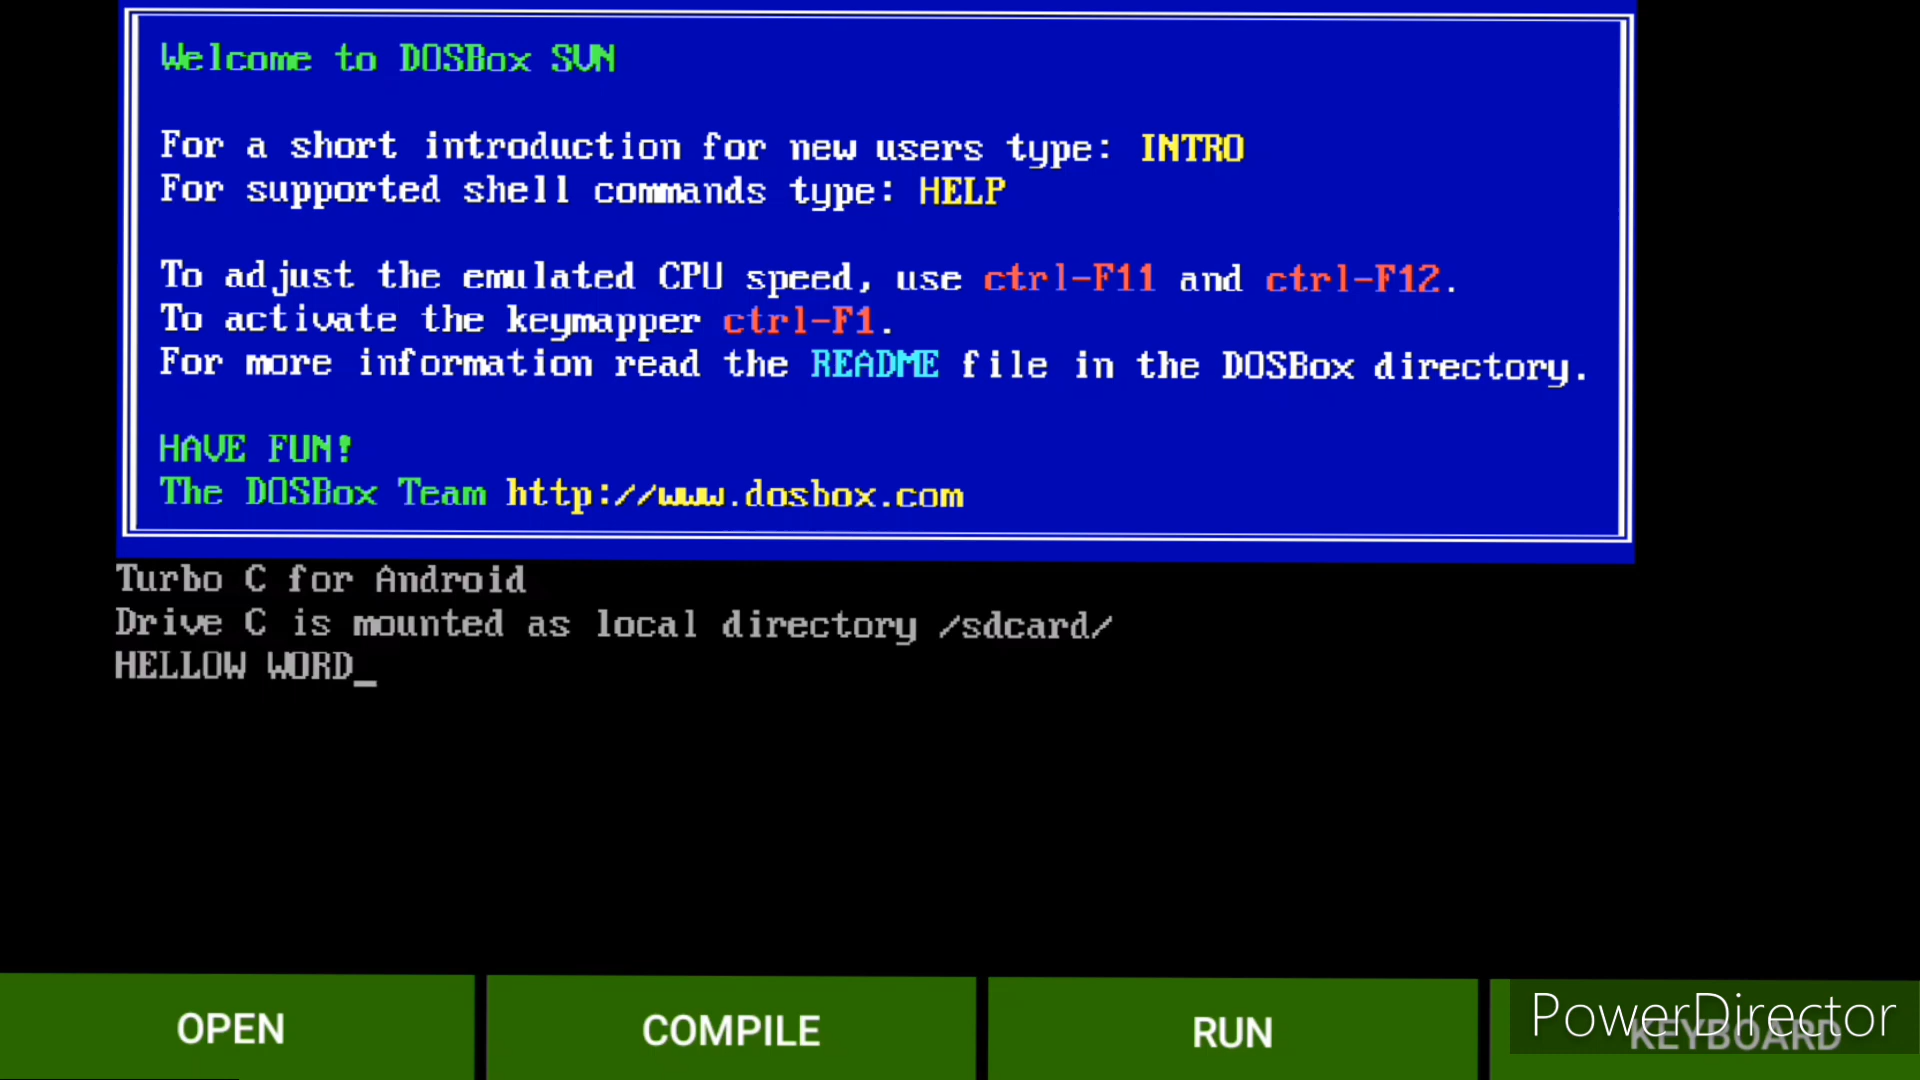 Welcome to DOSBox SVN
For a short introduction for new users type: INTRO
For supported shell commands type: HELP
To adjust the emulated CPU speed, use ctrl-F11 and ctrl-F12.
To activate the keymapper ctrl-F1.
For more information read the README file in the DOSBox directory.
HAVE FUN!
The DOSBox Team http://www.dosbox.com
Turbo C for Android
Drive C is mounted as local directory /sdcard/
HELLOW WORD_
OPEN COMPILE RUN KEYBOARD
PowerDirector